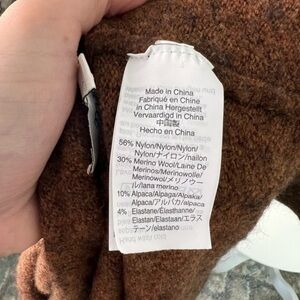 Made in China
Fabriqué en Chine
in China Hergestellt
Vervaardigd in China
中国製
Hecho en China
56% Nylon/Nylon/Nylon/
Nylon/ナイロン/nailon
30% Merino Wool/Laine De
Merinos/Merinowolle/
Merinowol/メリノウー
ル/lana merino
10% Alpaca/Alpaga/Alpaka/
Alpaca/アルパカ/alpaca
4% Elastane/Élasthanne/
Elastan/Elastaan/エラス
テーン/elastano